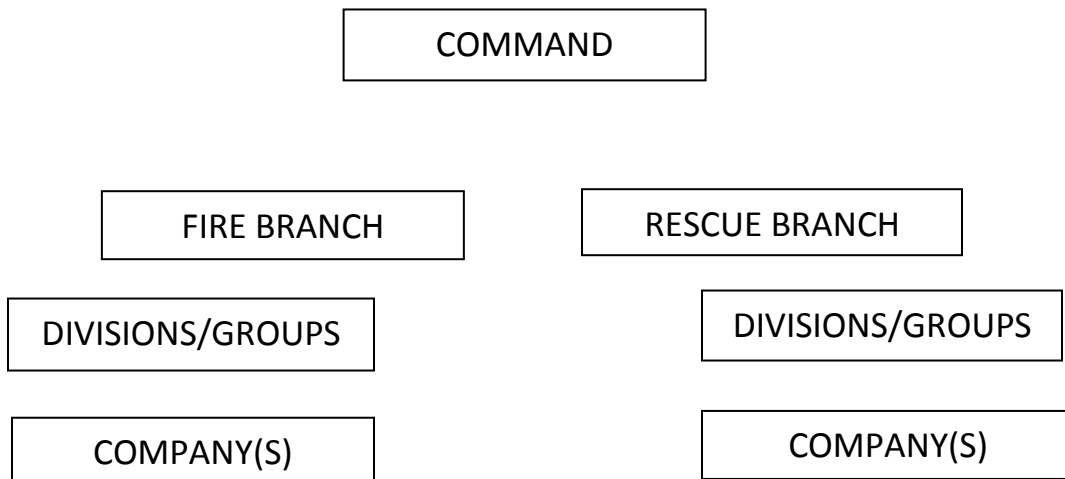 COMMAND
FIRE BRANCH
RESCUE BRANCH
DIVISIONS/GROUPS
DIVISIONS/GROUPS
COMPANY(S)
COMPANY(S)